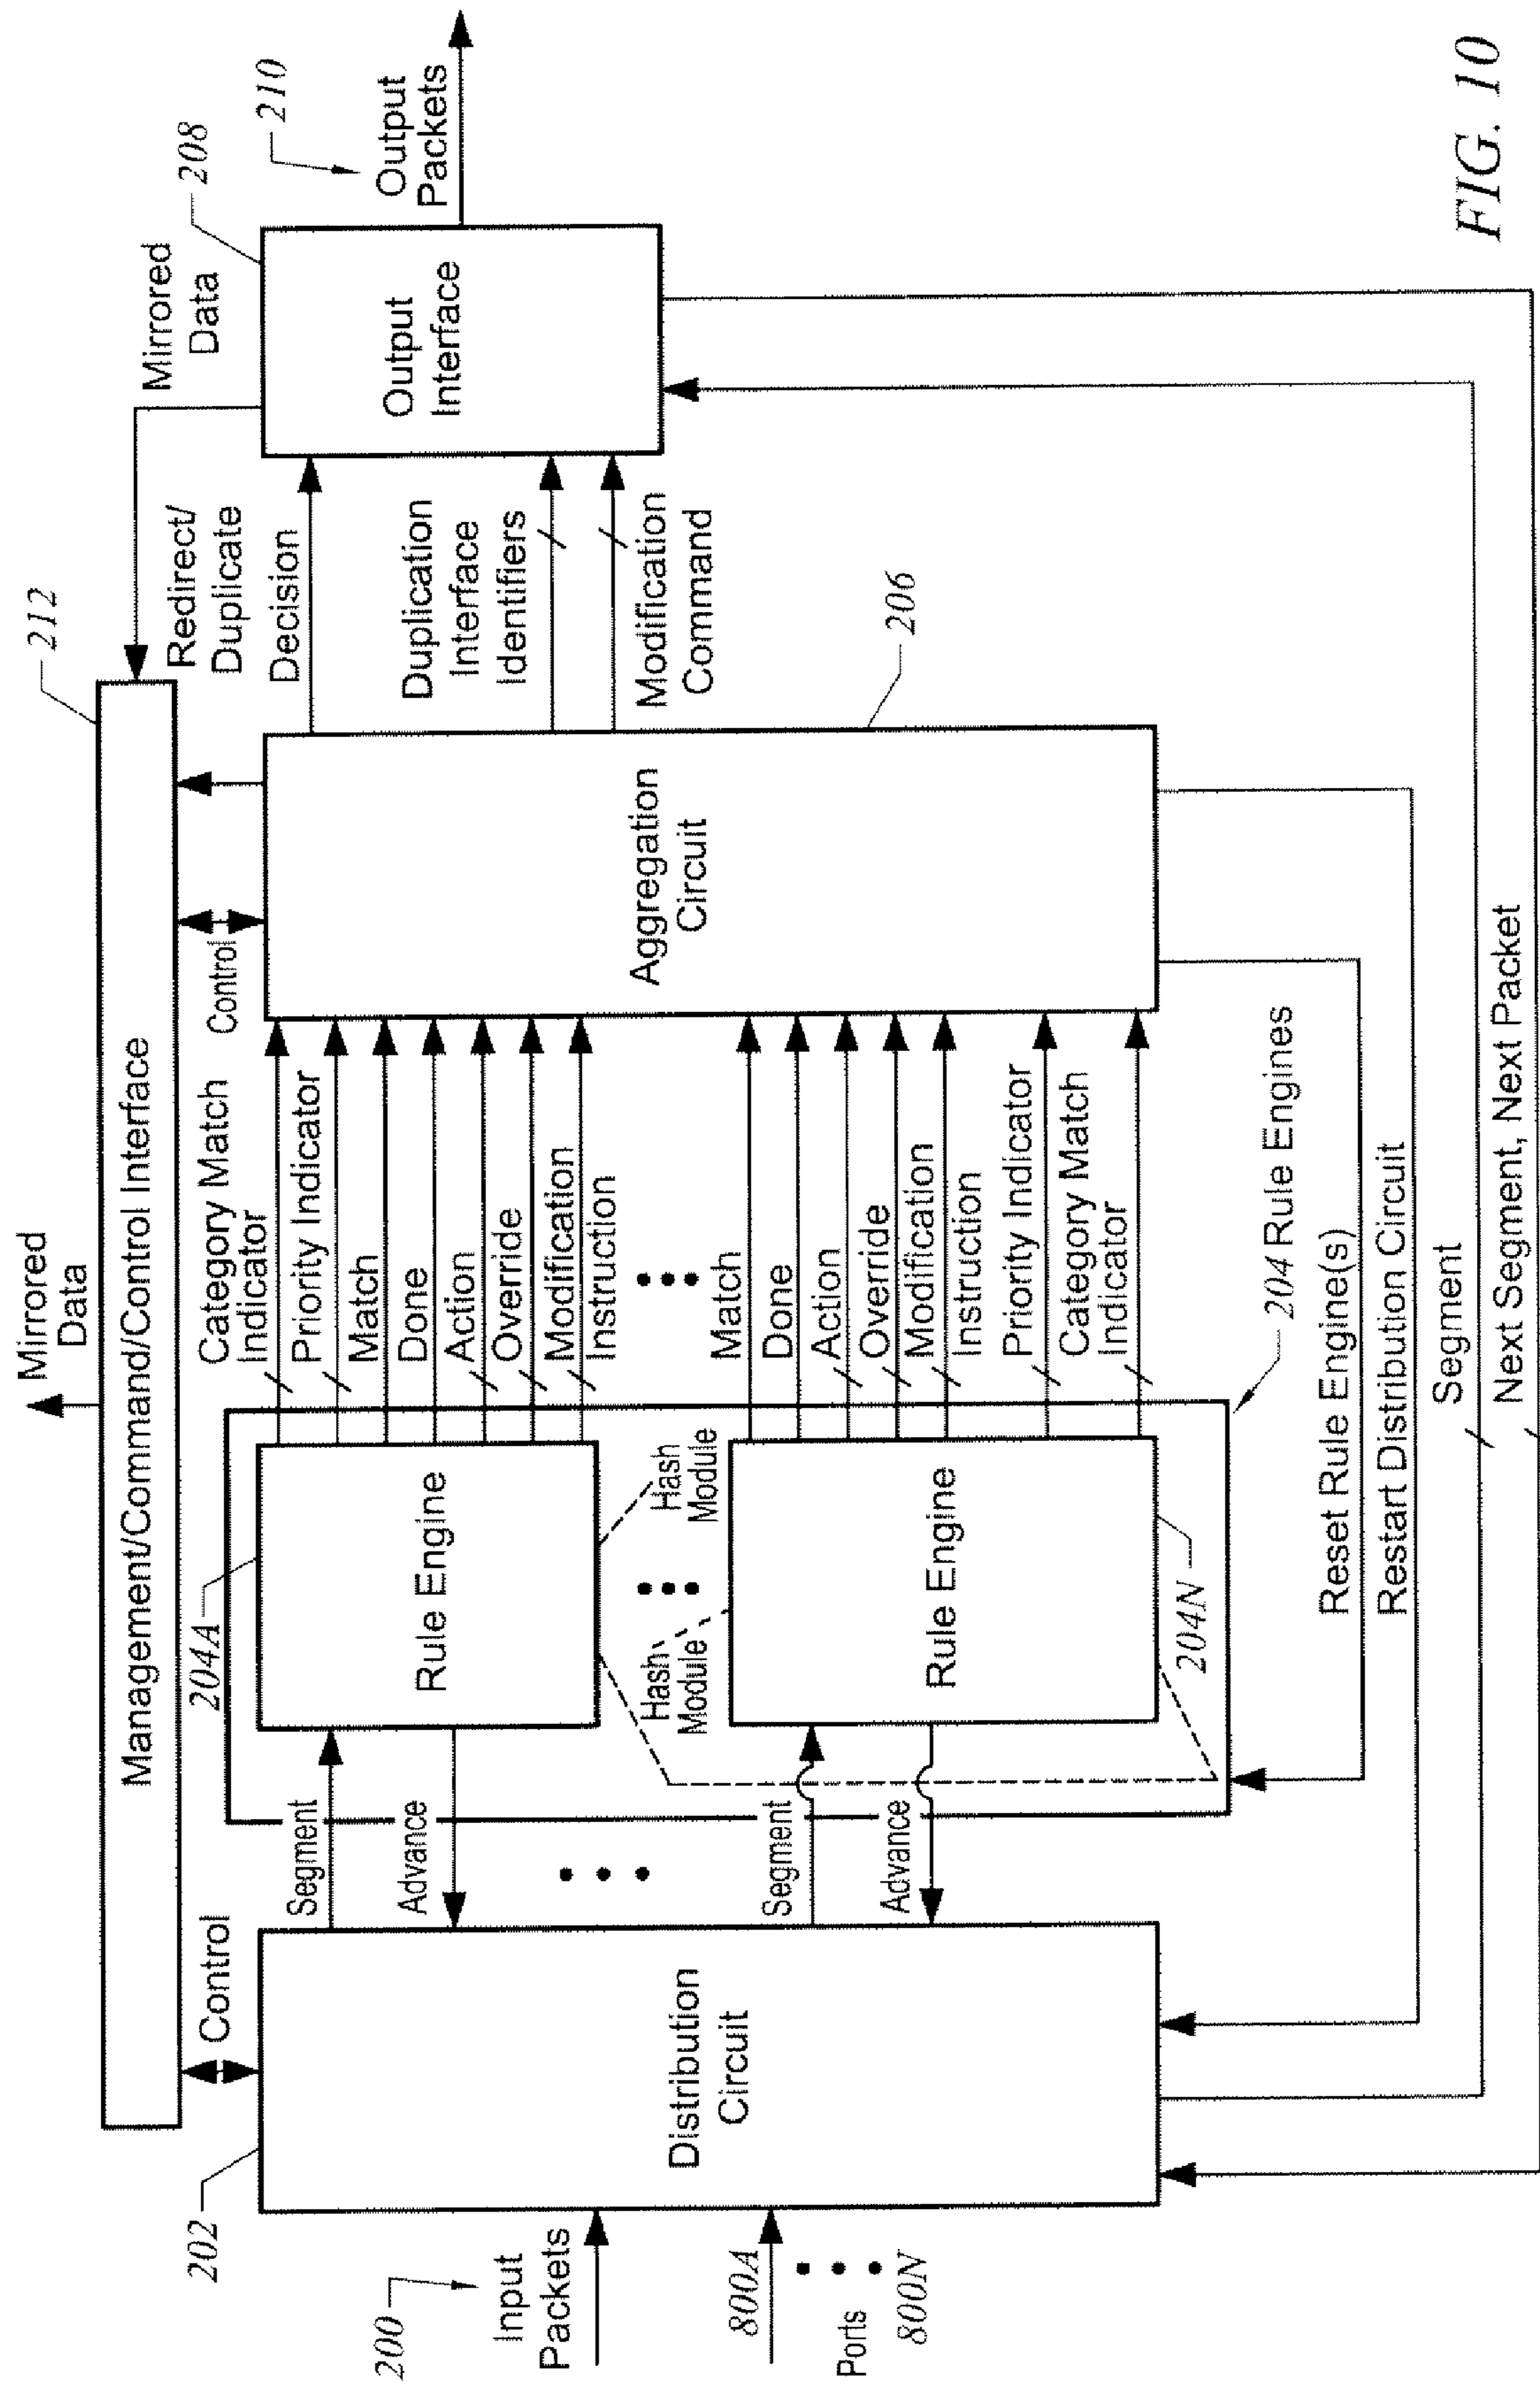 Mirrored
Data
212
Management/Command/Control Interface
Mirrored
Data
208
Control
Control
Redirect/
Duplicate
Decision
202
204A
200
Input
Packets
800A
Ports
800N
Distribution
Circuit
Segment
Advance
Segment
Advance
Rule Engine
Hash
Module
Hash
Module
Rule Engine
204N
Category Match
Indicator
Priority Indicator
Match
Done
Action
Override
Modification
Instruction
Match
Done
Action
Override
Modification
Instruction
Priority Indicator
Category Match
Indicator
204 Rule Engines
Aggregation
Circuit
206
Duplication
Interface
Identifiers
Modification
Command
Output
Interface
210
Output
Packets
Reset Rule Engine(s)
Restart Distribution Circuit
Segment
Next Segment, Next Packet
FIG. 10